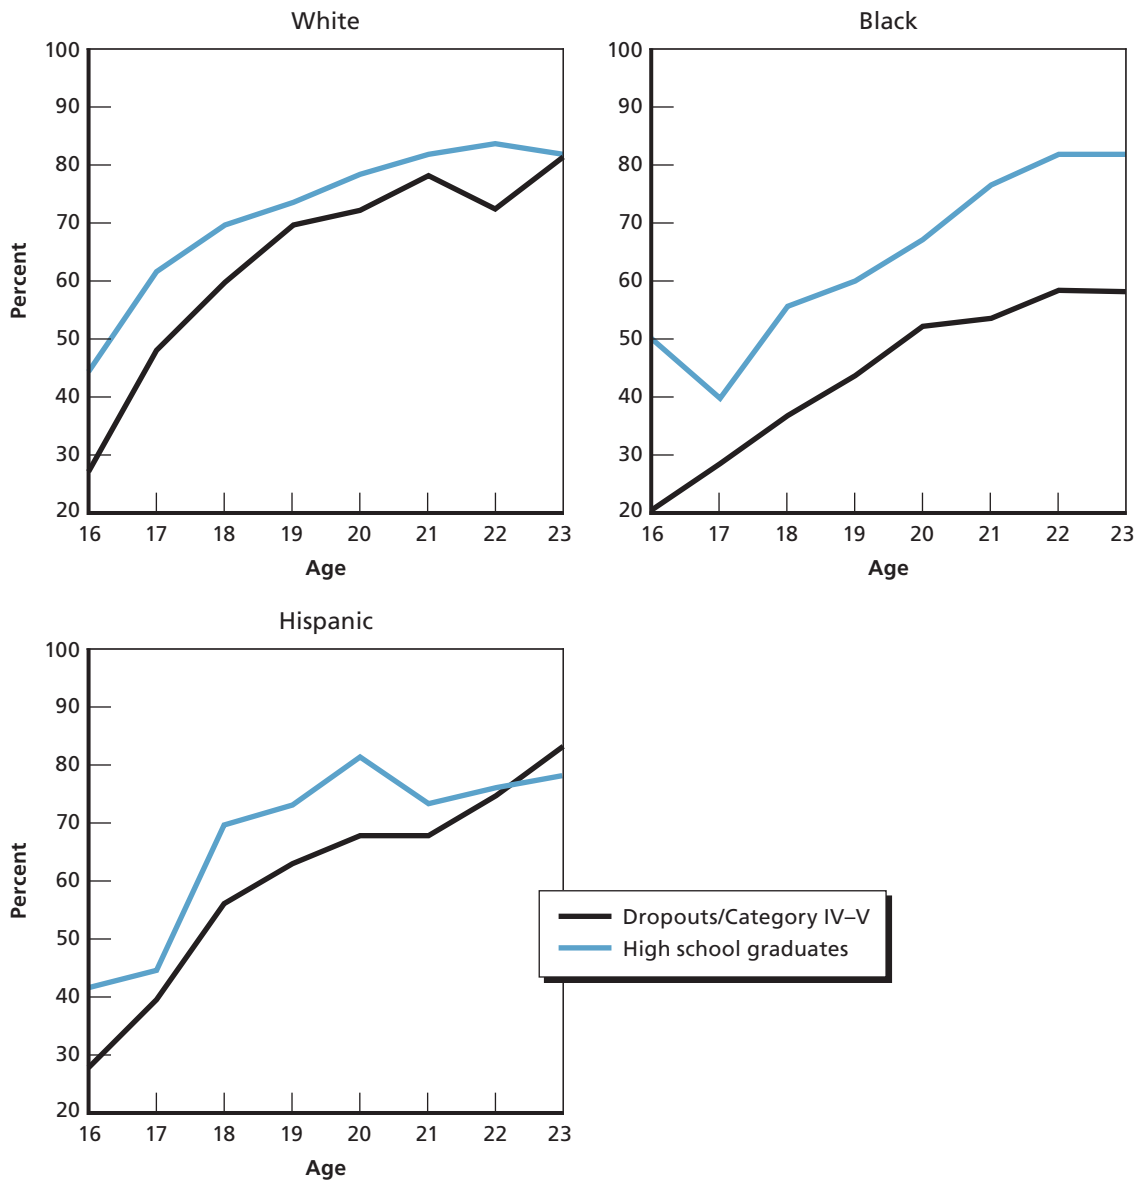 White
100
90
80
70
60
50
40
30
20
Percent
16 17 18 19 20 21 22 23
Age
Black
100
90
80
70
60
50
40
30
20
16 17 18 19 20 21 22 23
Age
Hispanic
100
90
80
70
60
50
40
30
20
Percent
16 17 18 19 20 21 22 23
Age
Dropouts/Category IV–V
High school graduates